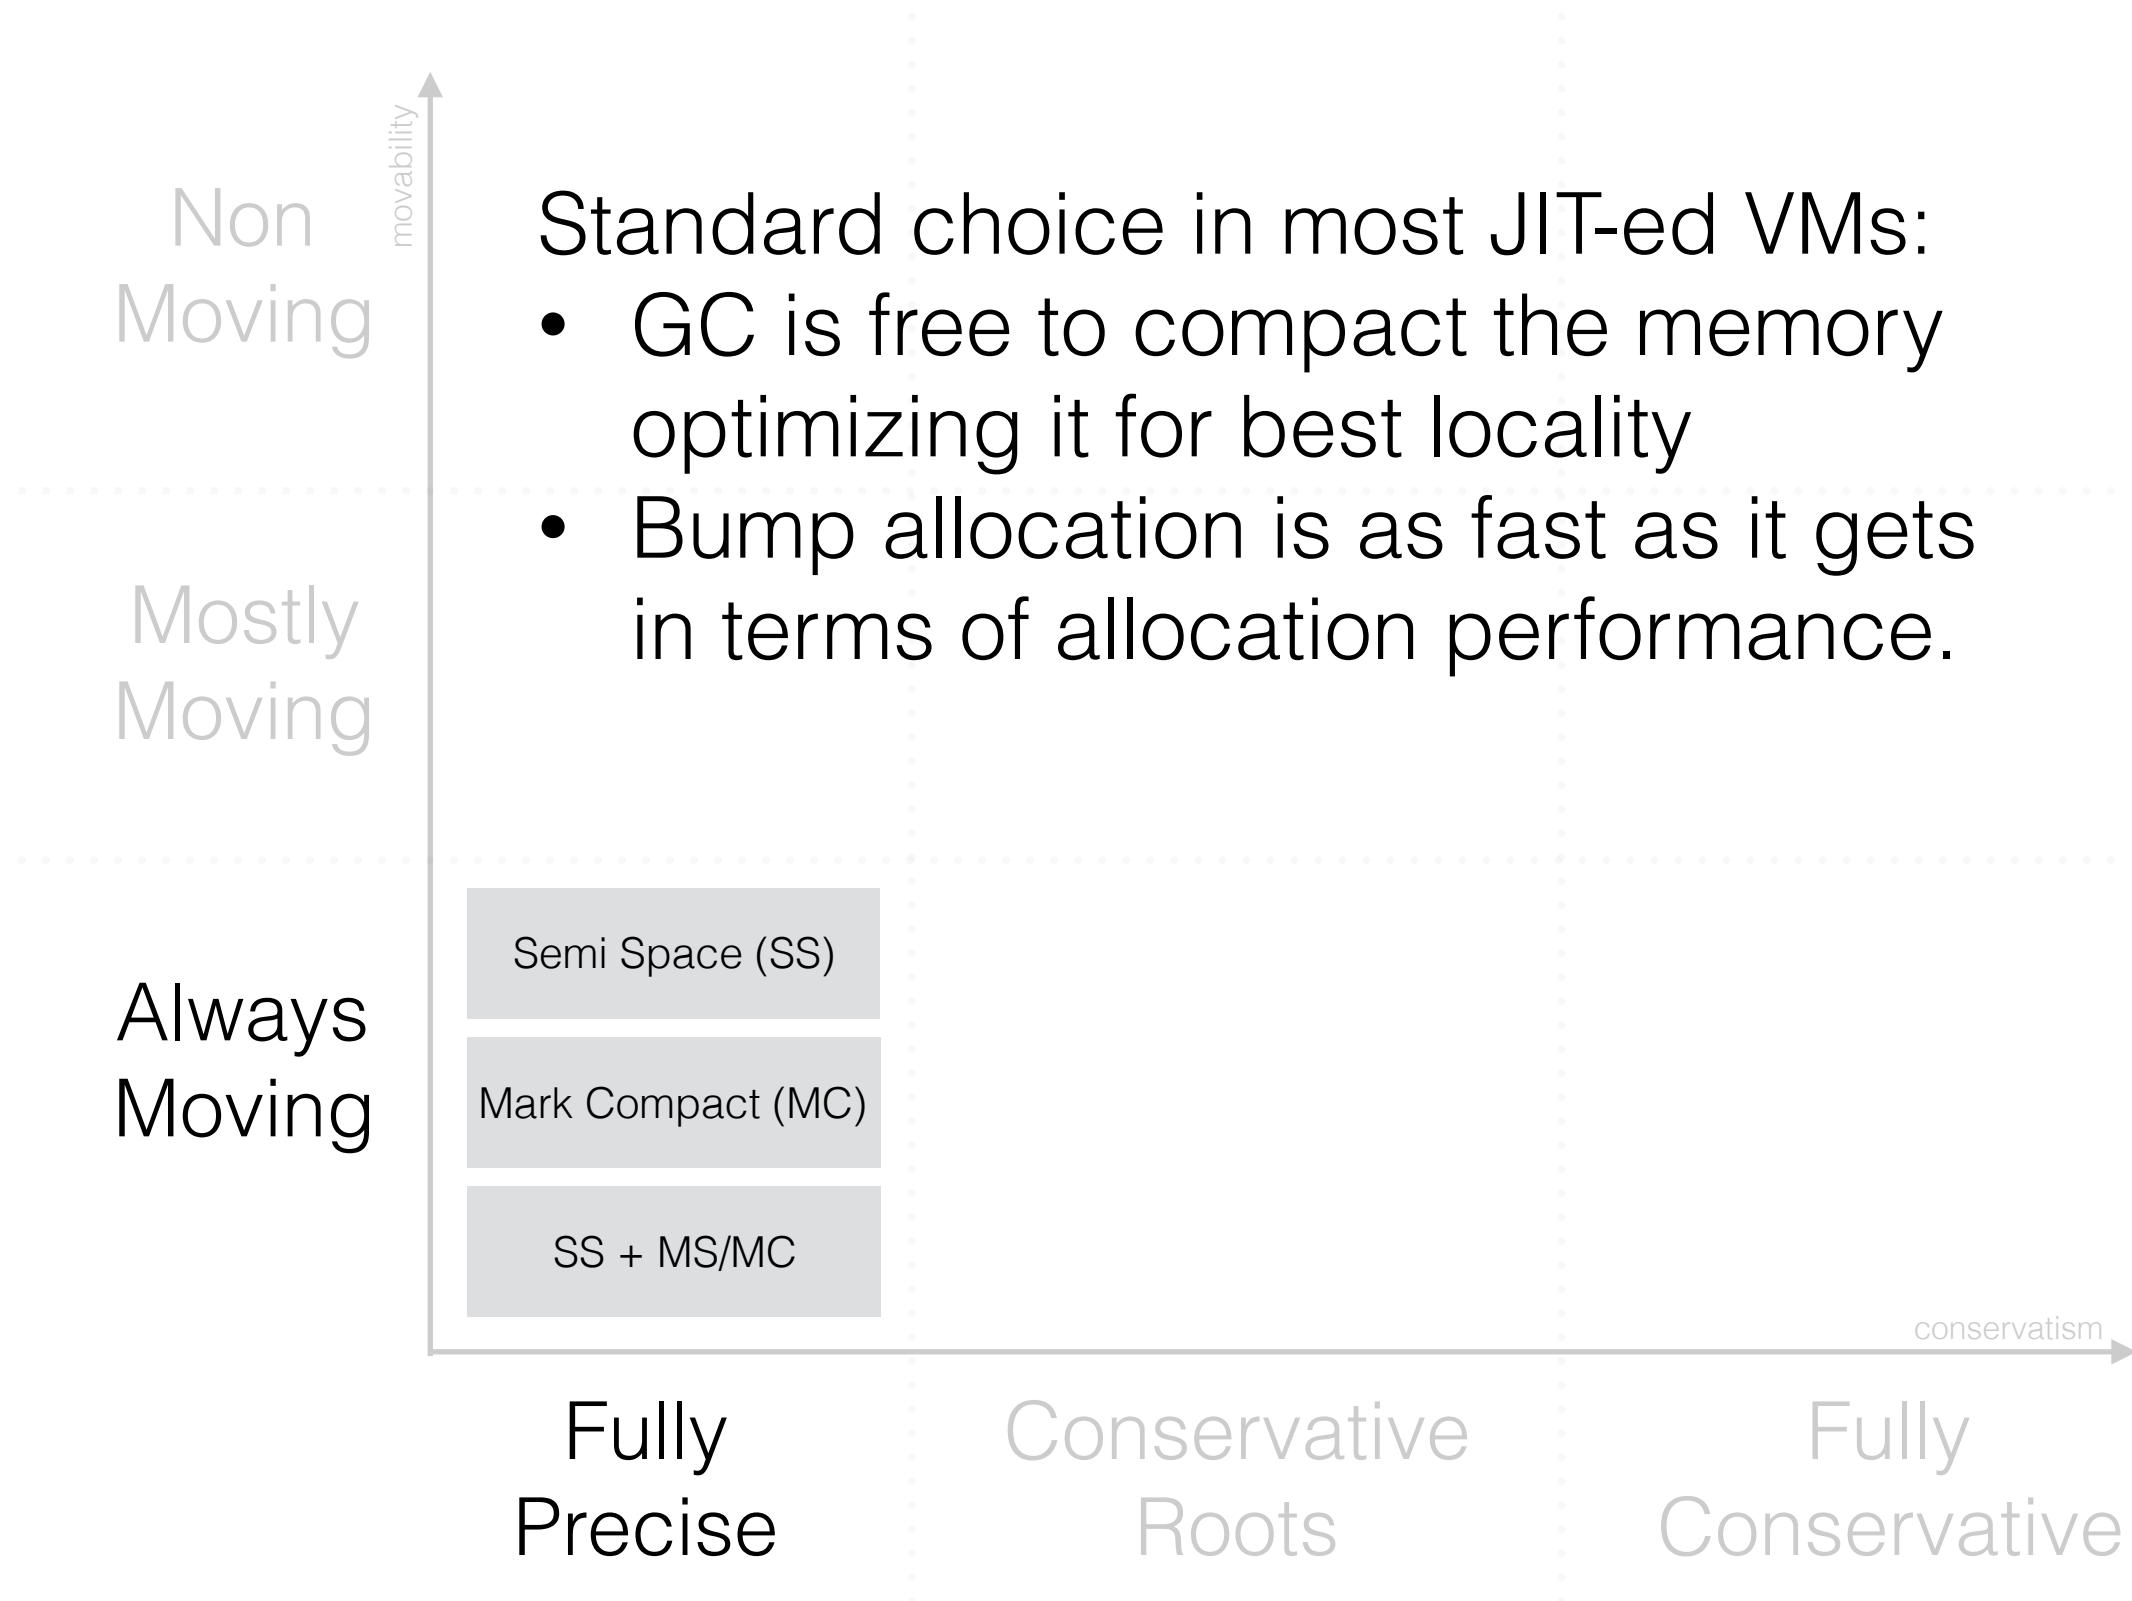 movability
Non
Moving
Standard choice in most JIT-ed VMs:
• GC is free to compact the memory
optimizing it for best locality
• Bump allocation is as fast as it gets
in terms of allocation performance.
Mostly
Moving
Always
Moving
Semi Space (SS)
Mark Compact (MC)
SS + MS/MC
conservatism
Fully
Precise
Conservative
Roots
Fully
Conservative